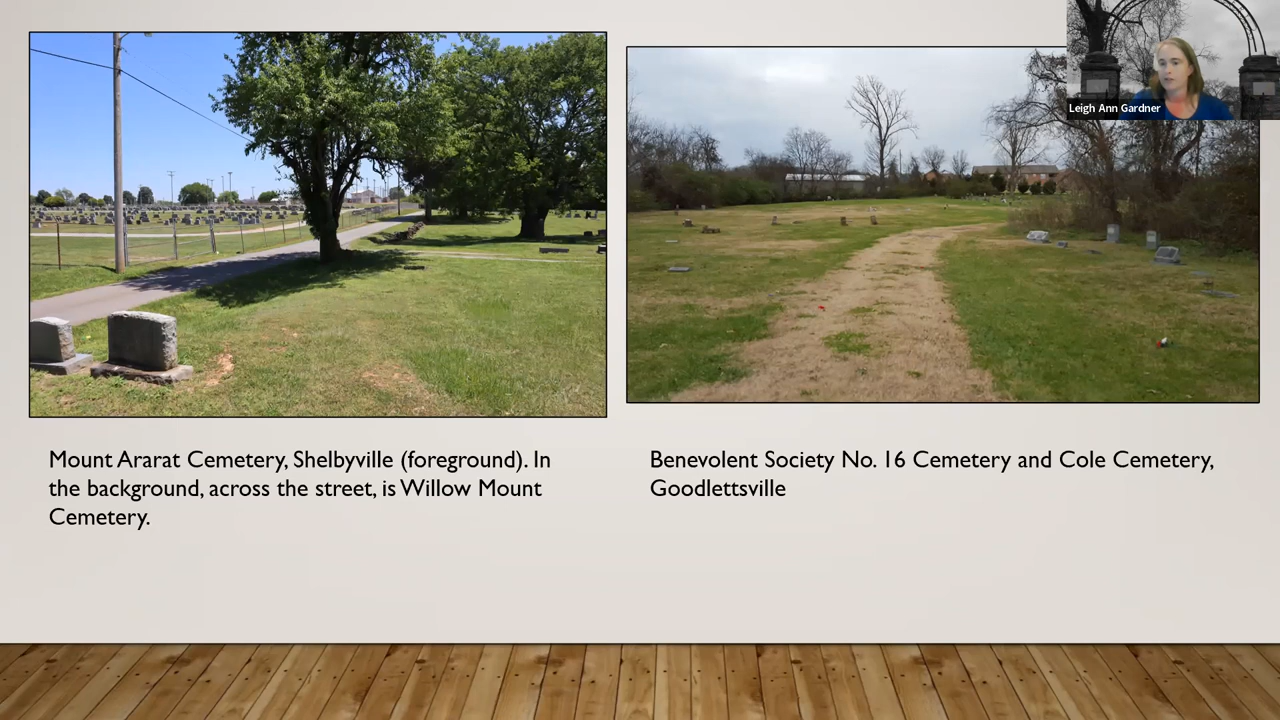 Leigh Ann Gardner
Mount Ararat Cemetery, Shelbyville (foreground). In
the background, across the street, is Willow Mount
Cemetery.
Benevolent Society No. 16 Cemetery and Cole Cemetery,
Goodlettsville